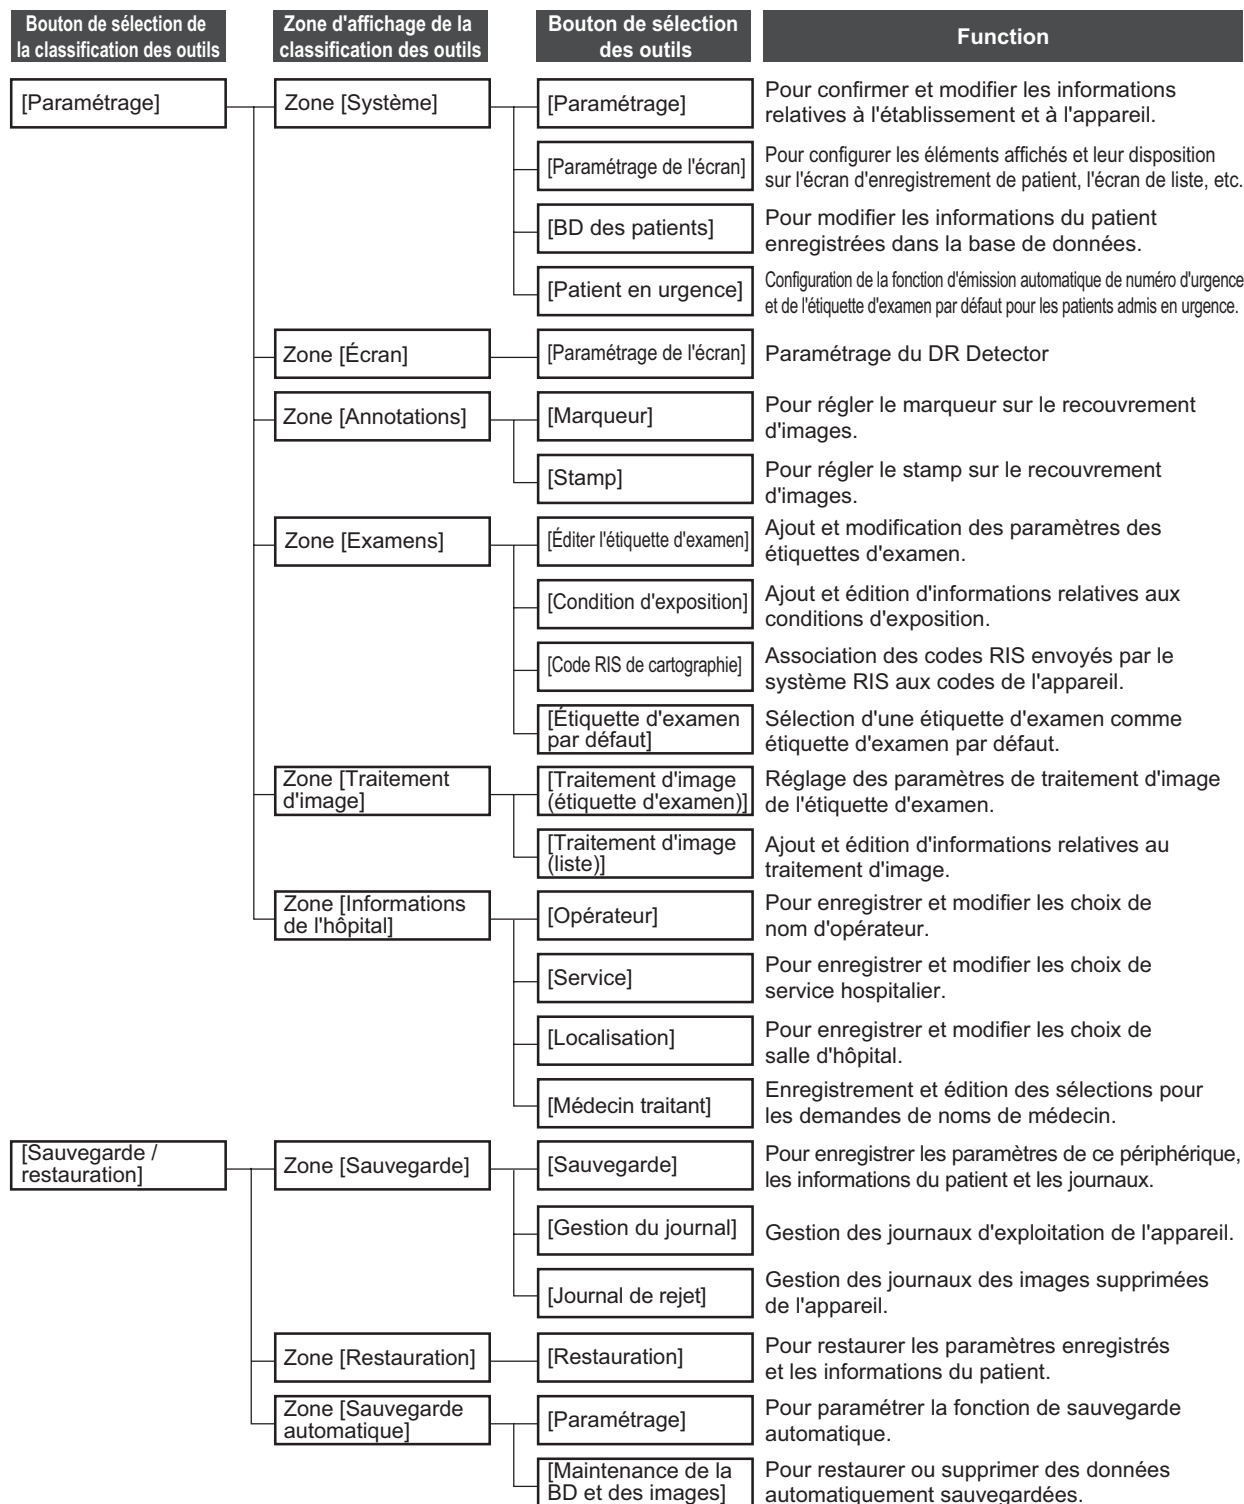 Bouton de sélection de
la classification des outils
Zone d'affichage de la
classification des outils
Bouton de sélection
des outils
Function
[Paramétrage]
Zone [Système]
[Paramétrage]
Pour confirmer et modifier les informations
relatives à l'établissement et à l'appareil.
[Paramétrage de l'écran]
Pour configurer les éléments affichés et leur disposition
sur l'écran d'enregistrement de patient, l'écran de liste, etc.
[BD des patients]
Pour modifier les informations du patient
enregistrées dans la base de données.
[Patient en urgence]
Configuration de la fonction d'émission automatique de numéro d'urgence
et de l'étiquette d'examen par défaut pour les patients admis en urgence.
Zone [Écran]
[Paramétrage de l'écran]
Paramétrage du DR Detector
Zone [Annotations]
[Marqueur]
Pour régler le marqueur sur le recouvrement
d'images.
[Stamp]
Pour régler le stamp sur le recouvrement
d'images.
Zone [Examens]
[Éditer l'étiquette d'examen]
Ajout et modification des paramètres des
étiquettes d'examen.
[Condition d'exposition]
Ajout et édition d'informations relatives aux
conditions d'exposition.
[Code RIS de cartographie]
Association des codes RIS envoyés par le
système RIS aux codes de l'appareil.
[Étiquette d'examen
par défaut]
Sélection d'une étiquette d'examen comme
étiquette d'examen par défaut.
Zone [Traitement
d'image]
[Traitement d'image
(étiquette d'examen)]
Réglage des paramètres de traitement d'image
de l'étiquette d'examen.
[Traitement d'image
(liste)]
Ajout et édition d'informations relatives au
traitement d'image.
Zone [Informations
de l'hôpital]
[Opérateur]
Pour enregistrer et modifier les choix de
nom d'opérateur.
[Service]
Pour enregistrer et modifier les choix de
service hospitalier.
[Localisation]
Pour enregistrer et modifier les choix de
salle d'hôpital.
[Médecin traitant]
Enregistrement et édition des sélections pour
les demandes de noms de médecin.
[Sauvegarde /
restauration]
Zone [Sauvegarde]
[Sauvegarde]
Pour enregistrer les paramètres de ce périphérique,
les informations du patient et les journaux.
[Gestion du journal]
Gestion des journaux d'exploitation de l'appareil.
[Journal de rejet]
Gestion des journaux des images supprimées
de l'appareil.
Zone [Restauration]
[Restauration]
Pour restaurer les paramètres enregistrés
et les informations du patient.
Zone [Sauvegarde
automatique]
[Paramétrage]
Pour paramétrer la fonction de sauvegarde
automatique.
[Maintenance de la
BD et des images]
Pour restaurer ou supprimer des données
automatiquement sauvegardées.